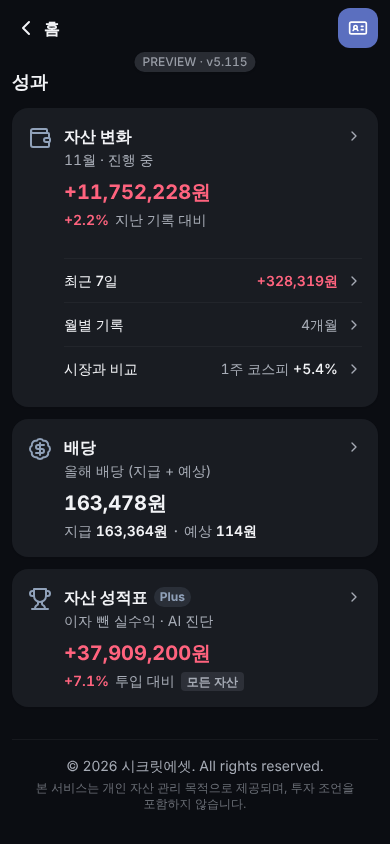 홈
PREVIEW · v5.115
성과
자산 변화
11월 · 진행 중
+11,752,228원
+2.2% 지난 기록 대비
최근 7일 +328,319원
월별 기록 4개월
시장과 비교 1주 코스피 +5.4%
배당
올해 배당 (지급 + 예상)
163,478원
지급 163,364원 · 예상 114원
자산 성적표 Plus
이자 뺀 실수익 · AI 진단
+37,909,200원
+7.1% 투입 대비 모든 자산
© 2026 시크릿에셋. All rights reserved.
본 서비스는 개인 자산 관리 목적으로 제공되며, 투자 조언을
포함하지 않습니다.